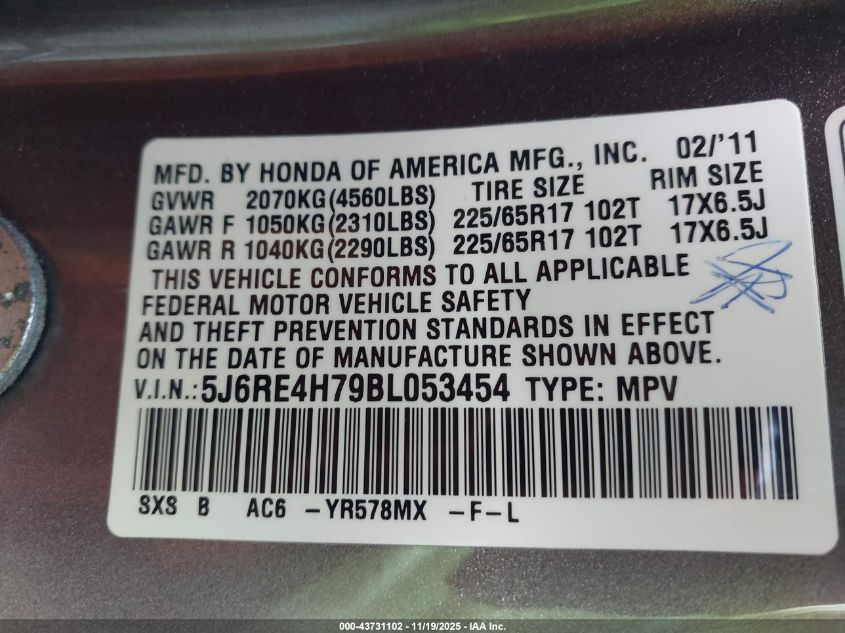 MFD. BY HONDA OF AMERICA MFG., INC. 02/'11
GVWR 2070KG(4560LBS) TIRE SIZE RIM SIZE
GAWR F 1050KG(2310LBS) 225/65R17 102T 17X6.5J
GAWR R 1040KG(2290LBS) 225/65R17 102T 17X6.5J
THIS VEHICLE CONFORMS TO ALL APPLICABLE
FEDERAL MOTOR VEHICLE SAFETY
AND THEFT PREVENTION STANDARDS IN EFFECT
ON THE DATE OF MANUFACTURE SHOWN ABOVE.
V.I.N.:5J6RE4H79BL053454 TYPE: MPV
SXS B AC6 -YR578MX -F-L
000-43731102 - 11/19/2025 - IAA Inc.